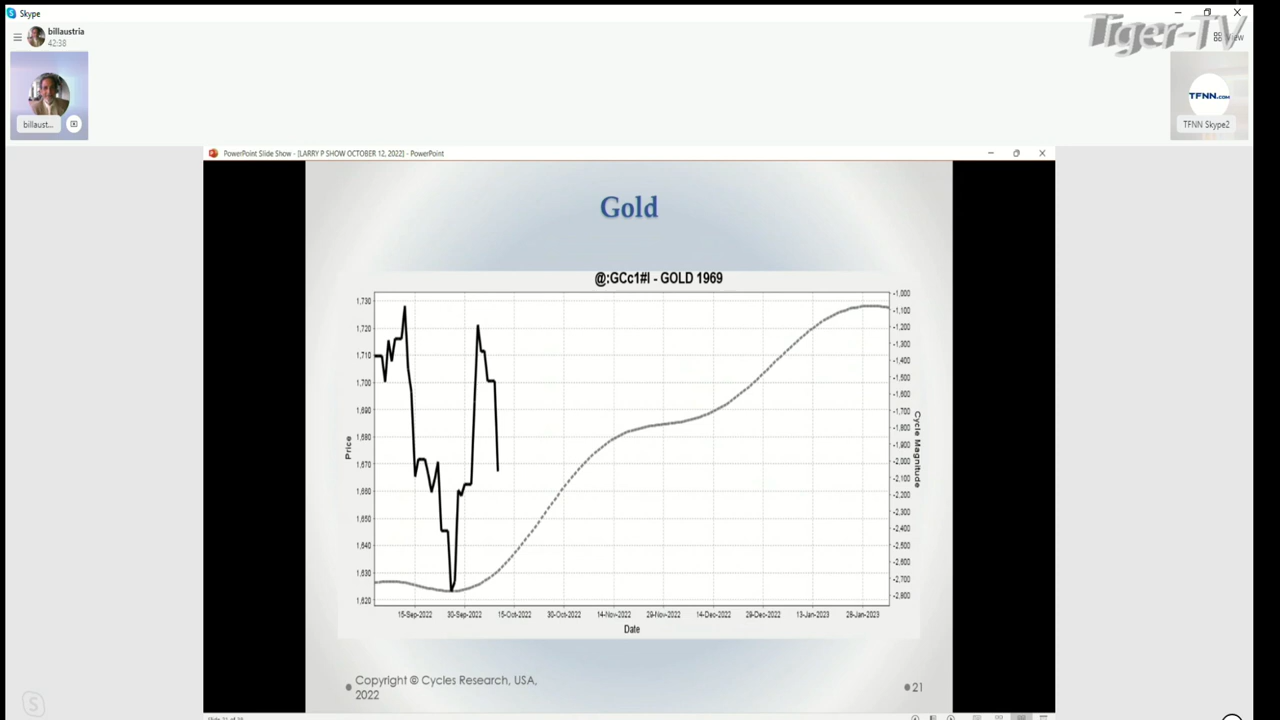 Skype
billaustria
42:38
Tiger-TV
View
billaust...
TFNN.COM
TFNN Skype2
PowerPoint Slide Show - [LARRY P SHOW OCTOBER 12, 2022] - PowerPoint
Gold
@:GCc1#I - GOLD 1969
1,730
1,720
1,710
1,700
1,690
1,680
1,670
1,660
1,650
1,640
1,630
1,620
Price
-1,000
-1,100
-1,200
-1,300
-1,400
-1,500
-1,600
-1,700
-1,800
-1,900
-2,000
-2,100
-2,200
-2,300
-2,400
-2,500
-2,600
-2,700
-2,800
Cycle Magnitude
15-Sep-2022 30-Sep-2022 15-Oct-2022 30-Oct-2022 14-Nov-2022 29-Nov-2022 14-Dec-2022 29-Dec-2022 13-Jan-2023 28-Jan-2023
Date
Copyright © Cycles Research, USA,
2022
21